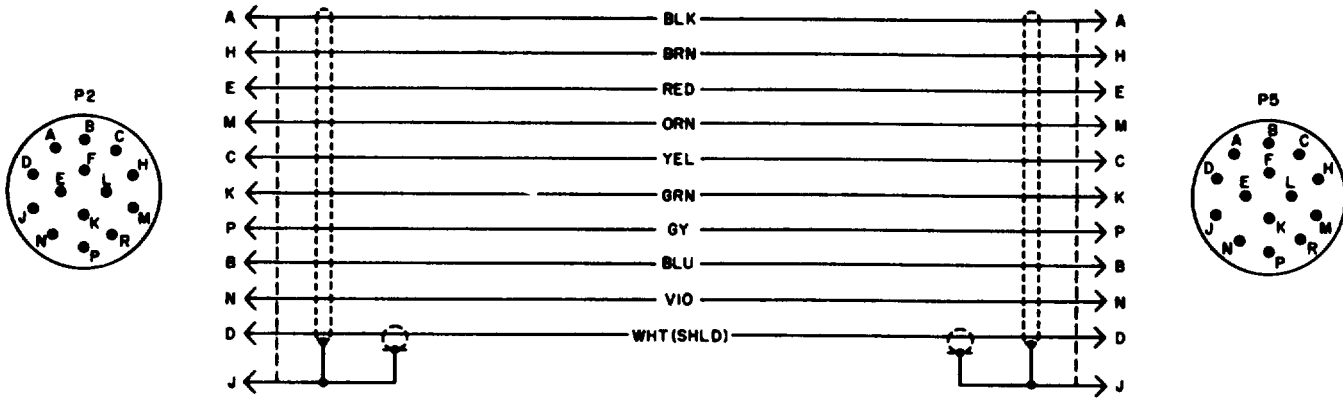 A BLK A
H BRN H
E RED E
M ORN M
C YEL C
K GRN K
P GY P
B BLU B
N VIO N
D WHT (SHLD) D
J J
P2
B
A C
D F H
E L
J K M
N R
P
P5
B
A C
D F H
E L
J K M
N R
P